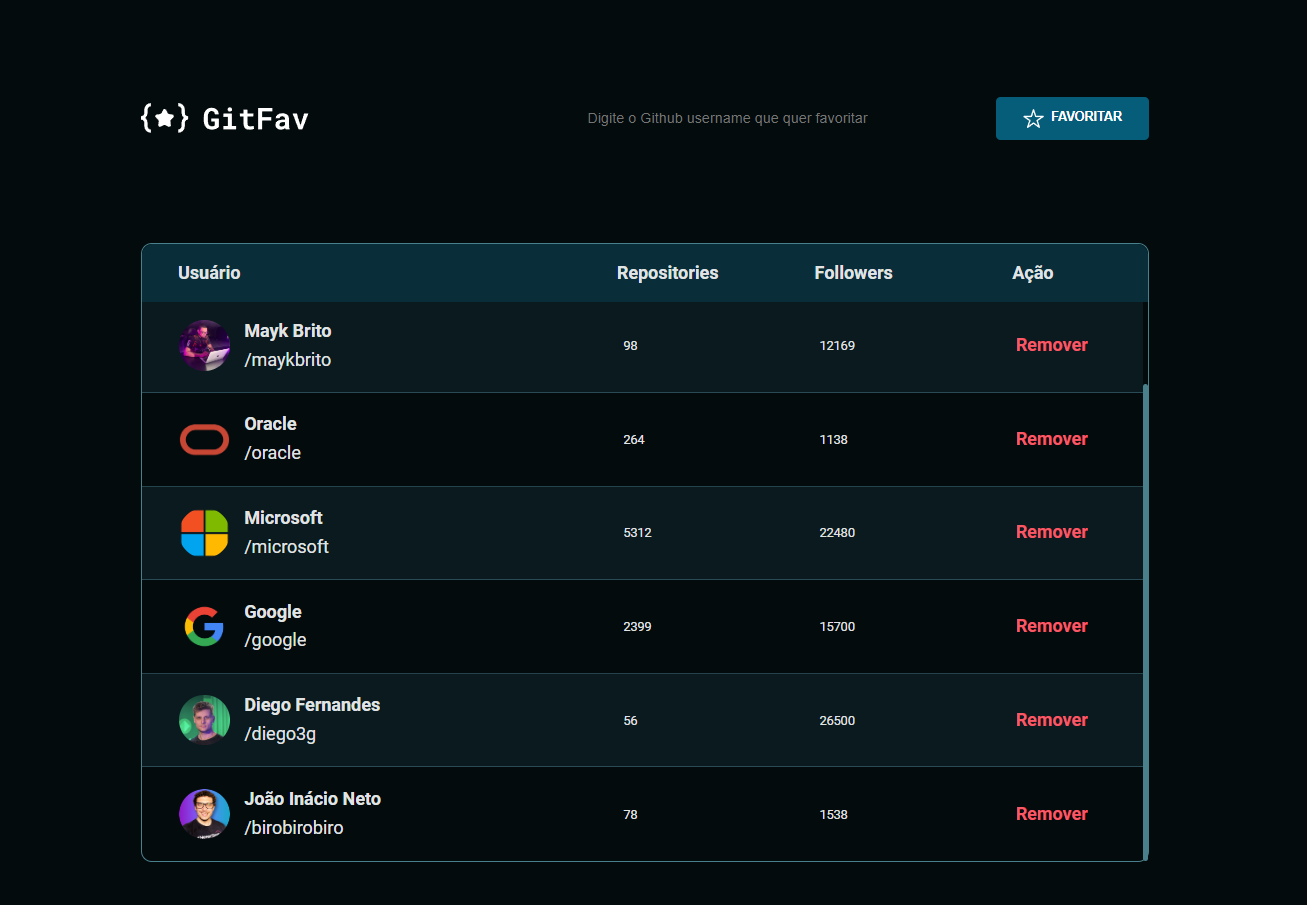 {★} GitFav
Digite o Github username que quer favoritar
FAVORITAR
Usuário Repositories Followers Ação
Mayk Brito
/maykbrito
98 12169 Remover
Oracle
/oracle
264 1138 Remover
Microsoft
/microsoft
5312 22480 Remover
Google
/google
2399 15700 Remover
Diego Fernandes
/diego3g
56 26500 Remover
João Inácio Neto
/birobirobiro
78 1538 Remover